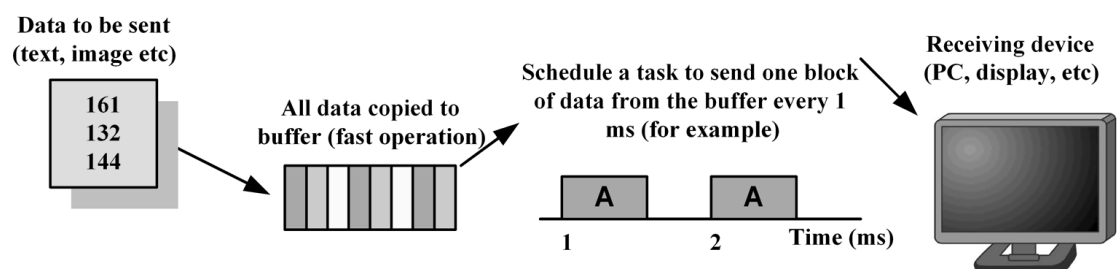 Data to be sent
(text, image etc)
161
132
144
All data copied to
buffer (fast operation)
Schedule a task to send one block
of data from the buffer every 1
ms (for example)
A
A
1
2
Time (ms)
Receiving device
(PC, display, etc)